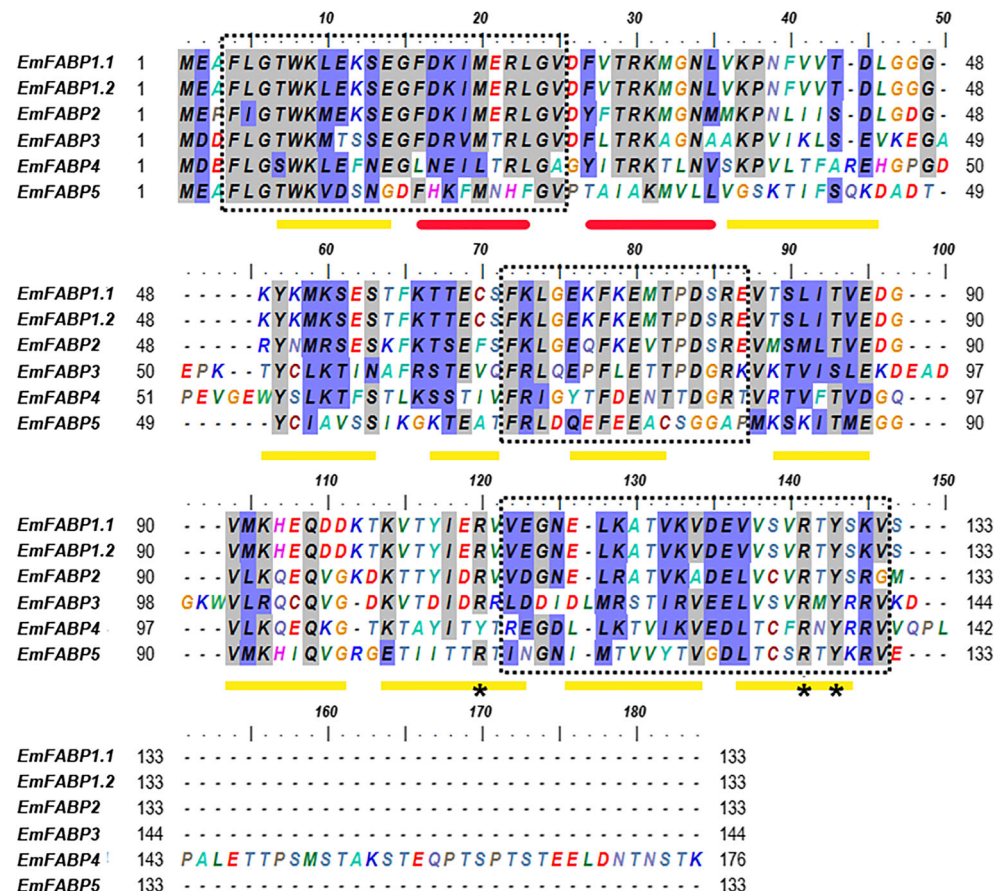 10 20 30 40 50
EmFABP1.1 1 MEAFLGTWKLEKSEGFDKIMERLGVDFVTRKMGNLVKPNFVVT-DLGGG- 48
EmFABP1.2 1 MEAFLGTWKLEKSEGFDKIMERLGVDFVTRKMGNLVKPNFVVT-DLGGG- 48
EmFABP2 1 MEPFIGTWKMEKSEGFDKIMERLGVDYFTRKMGNMMKPNLIIS-DLGDG- 48
EmFABP3 1 MDDFLGTWKMTSSEGFDRVMTRLGVDFLTRKAGNAAKPVIKLS-EVKEGA 49
EmFABP4 1 MDEFLGSWKLEFNEGLNEILTRLGAGYITRKTLNVSKPVLTFAREHGPGD 50
EmFABP5 1 MEAFLGTWKVDSNGDFHKFMNHFGVPTAIAKMVLLVGSKTIFSQKDADT- 49
60 70 80 90 100
EmFABP1.1 48 -----KYKMKSESTFKTTECSFKLGEKFKEMTPDSREVTSLITVEDG--- 90
EmFABP1.2 48 -----KYKMKSESTFKTTECSFKLGEKFKEMTPDSREVTSLITVEDG--- 90
EmFABP2 48 -----RYNMRSESKFKTSEFSFKLGEQFKEVTPDSREVMSMLTVEDG--- 90
EmFABP3 50 EPK--TYCLKTINAFRSTEVQFRLQEPFLETTPDGRKVKTVISLEKDEAD 97
EmFABP4 51 PEVGEWYSLKTFSTLKSSTIVFRIGYTFDENTTDGRTVRTVFTVDGQ--- 97
EmFABP5 49 ------YCIAVSSIKGKTEATFRLDQEFEEACSGGAPMKSKITMEGG--- 90
110 120 130 140 150
EmFABP1.1 90 ---VMKHEQDDKTKVTYIERVVEGNE-LKATVKVDEVVSVRTYSKVS--- 133
EmFABP1.2 90 ---VMKHEQDDKTKVTYIERVVEGNE-LKATVKVDEVVSVRTYSKVS--- 133
EmFABP2 90 ---VLKQEQVGKDKTTYIDRVVDGNE-LRATVKADELVCVRTYSRGM--- 133
EmFABP3 98 GKWVLRQCQVG-DKVTDIDRRLDDIDLMRSTIRVEELVSVRMYRRVKD-- 144
EmFABP4 97 ---VLKQEQKG-TKTAYITYTREGDL-LKTVIKVEDLTCFRNYRRVVQPL 142
EmFABP5 90 ---VMKHIQVGRGETIITTRTINGNI-MTVVYTVGDLTCSRTYKRVE--- 133
* * *
160 170 180
EmFABP1.1 133 ---------------------------------- 133
EmFABP1.2 133 ---------------------------------- 133
EmFABP2 133 ---------------------------------- 133
EmFABP3 144 ---------------------------------- 144
EmFABP4 143 PALETTPSMSTAKSTEQPTSPTSTEELDNTNSTK 176
EmFABP5 133 ---------------------------------- 133